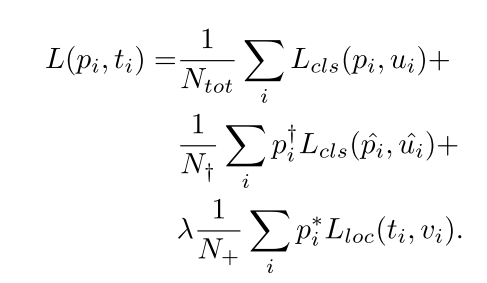 L(p_i, t_i) = \frac{1}{N_{tot}} \sum_i L_{cls}(p_i, u_i) +
\frac{1}{N_\dagger} \sum_i p_i^\dagger L_{cls}(\hat{p_i}, \hat{u_i}) +
\lambda \frac{1}{N_+} \sum_i p_i^* L_{loc}(t_i, v_i).